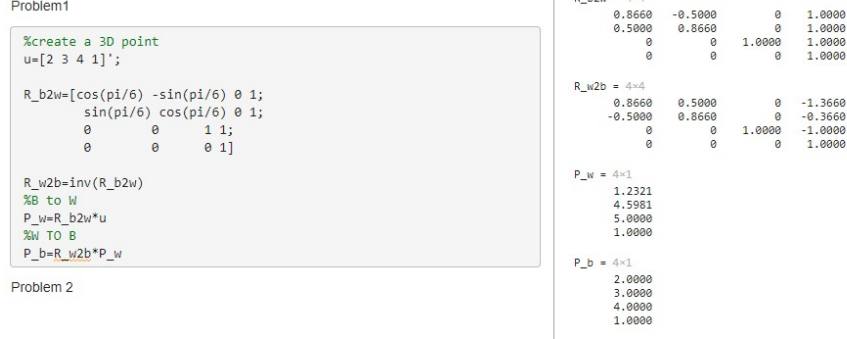 Problem1
%create a 3D point
u=[2 3 4 1]';
R_b2w=[cos(pi/6) -sin(pi/6) 0 1;
sin(pi/6) cos(pi/6) 0 1;
0 0 1 1;
0 0 0 1]
R_w2b=inv(R_b2w)
%B to W
P_w=R_b2w*u
%W TO B
P_b=R_w2b*P_w
Problem 2
0.8660 -0.5000 0 1.0000
0.5000 0.8660 0 1.0000
0 0 1.0000 1.0000
0 0 0 1.0000
R_w2b = 4×4
0.8660 0.5000 0 -1.3660
-0.5000 0.8660 0 -0.3660
0 0 1.0000 -1.0000
0 0 0 1.0000
P_w = 4×1
1.2321
4.5981
5.0000
1.0000
P_b = 4×1
2.0000
3.0000
4.0000
1.0000